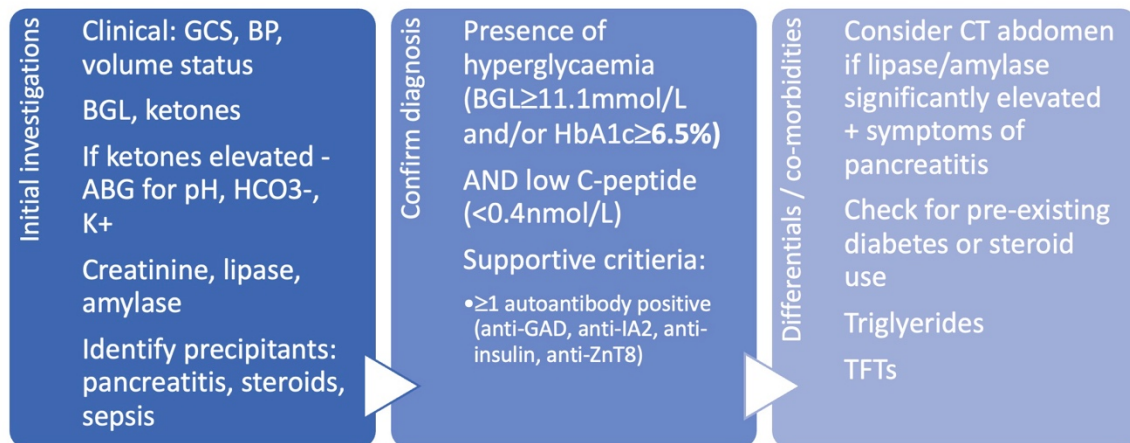 Initial investigations
Clinical: GCS, BP,
volume status
BGL, ketones
If ketones elevated -
ABG for pH, HCO3-,
K+
Creatinine, lipase,
amylase
Identify precipitants:
pancreatitis, steroids,
sepsis
Confirm diagnosis
Presence of
hyperglycaemia
(BGL≥11.1mmol/L
and/or HbA1c≥6.5%)
AND low C-peptide
(<0.4nmol/L)
Supportive critieria:
•≥1 autoantibody positive
(anti-GAD, anti-IA2, anti-
insulin, anti-ZnT8)
Differentials / co-morbidities
Consider CT abdomen
if lipase/amylase
significantly elevated
+ symptoms of
pancreatitis
Check for pre-existing
diabetes or steroid
use
Triglyerides
TFTs